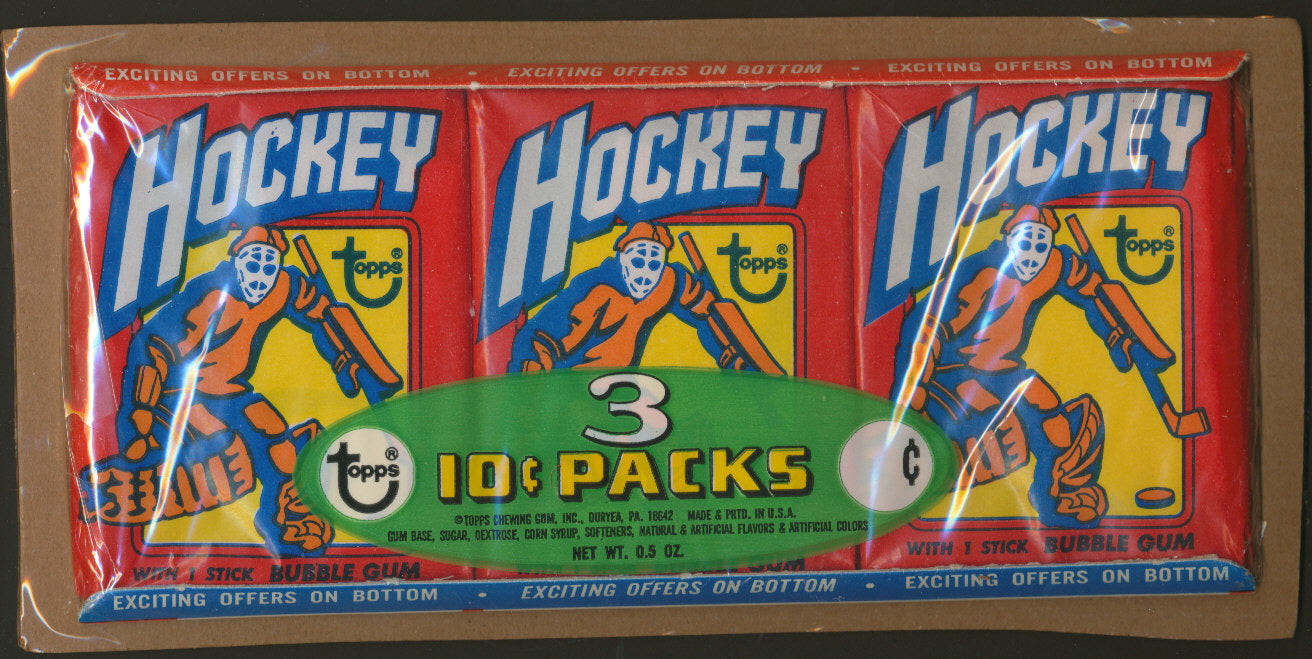 EXCITING OFFERS ON BOTTOM • EXCITING OFFERS ON BOTTOM • EXCITING OFFERS ON BOTTOM
HOCKEY HOCKEY HOCKEY
Topps® Topps® Topps®
3
Topps®
10¢ PACKS
¢
©TOPPS CHEWING GUM, INC., DURYEA, PA. 18642 MADE & PRTD. IN U.S.A.
GUM BASE, SUGAR, DEXTROSE, CORN SYRUP, SOFTENERS, NATURAL & ARTIFICIAL FLAVORS & ARTIFICIAL COLORS
NET WT. 0.5 OZ.
WITH 1 STICK BUBBLE GUM
WITH 1 STICK BUBBLE GUM
EXCITING OFFERS ON BOTTOM • EXCITING OFFERS ON BOTTOM • EXCITING OFFERS ON BOTTOM